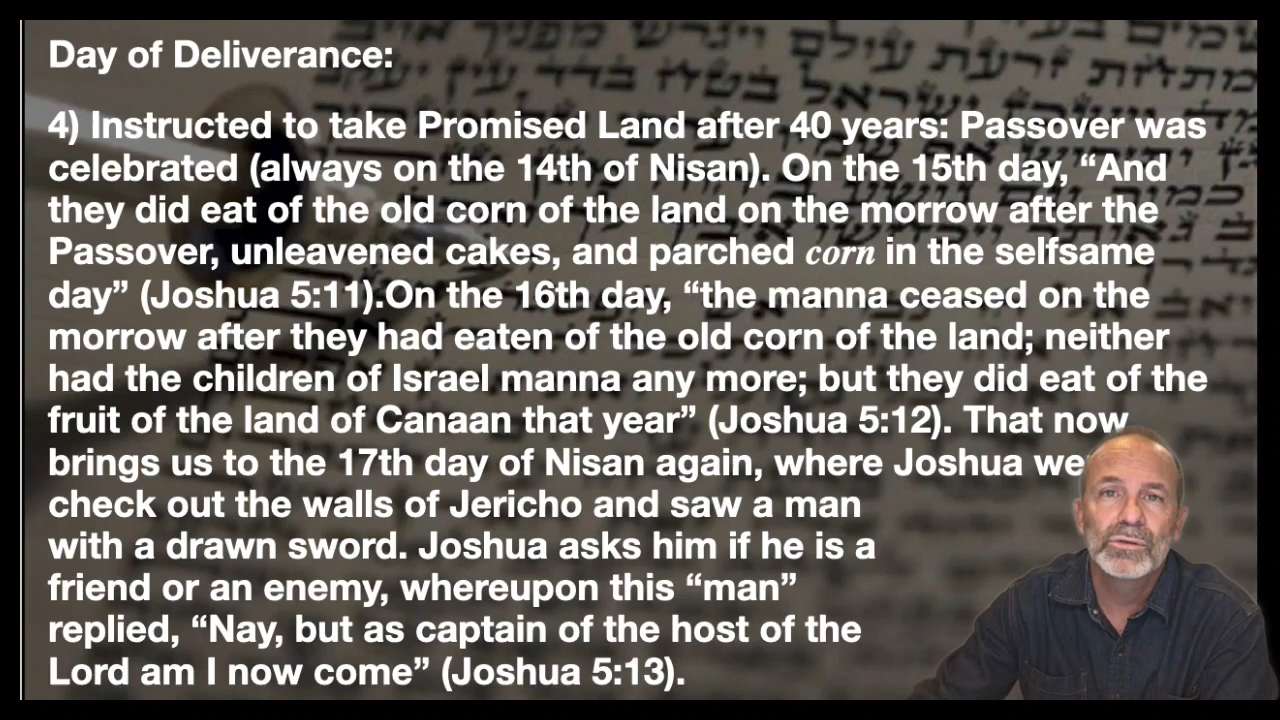 Day of Deliverance:
4) Instructed to take Promised Land after 40 years: Passover was
celebrated (always on the 14th of Nisan). On the 15th day, “And
they did eat of the old corn of the land on the morrow after the
Passover, unleavened cakes, and parched corn in the selfsame
day” (Joshua 5:11).On the 16th day, “the manna ceased on the
morrow after they had eaten of the old corn of the land; neither
had the children of Israel manna any more; but they did eat of the
fruit of the land of Canaan that year” (Joshua 5:12). That now
brings us to the 17th day of Nisan again, where Joshua
check out the walls of Jericho and saw a man
with a drawn sword. Joshua asks him if he is a
friend or an enemy, whereupon this “man”
replied, “Nay, but as captain of the host of the
Lord am I now come” (Joshua 5:13).